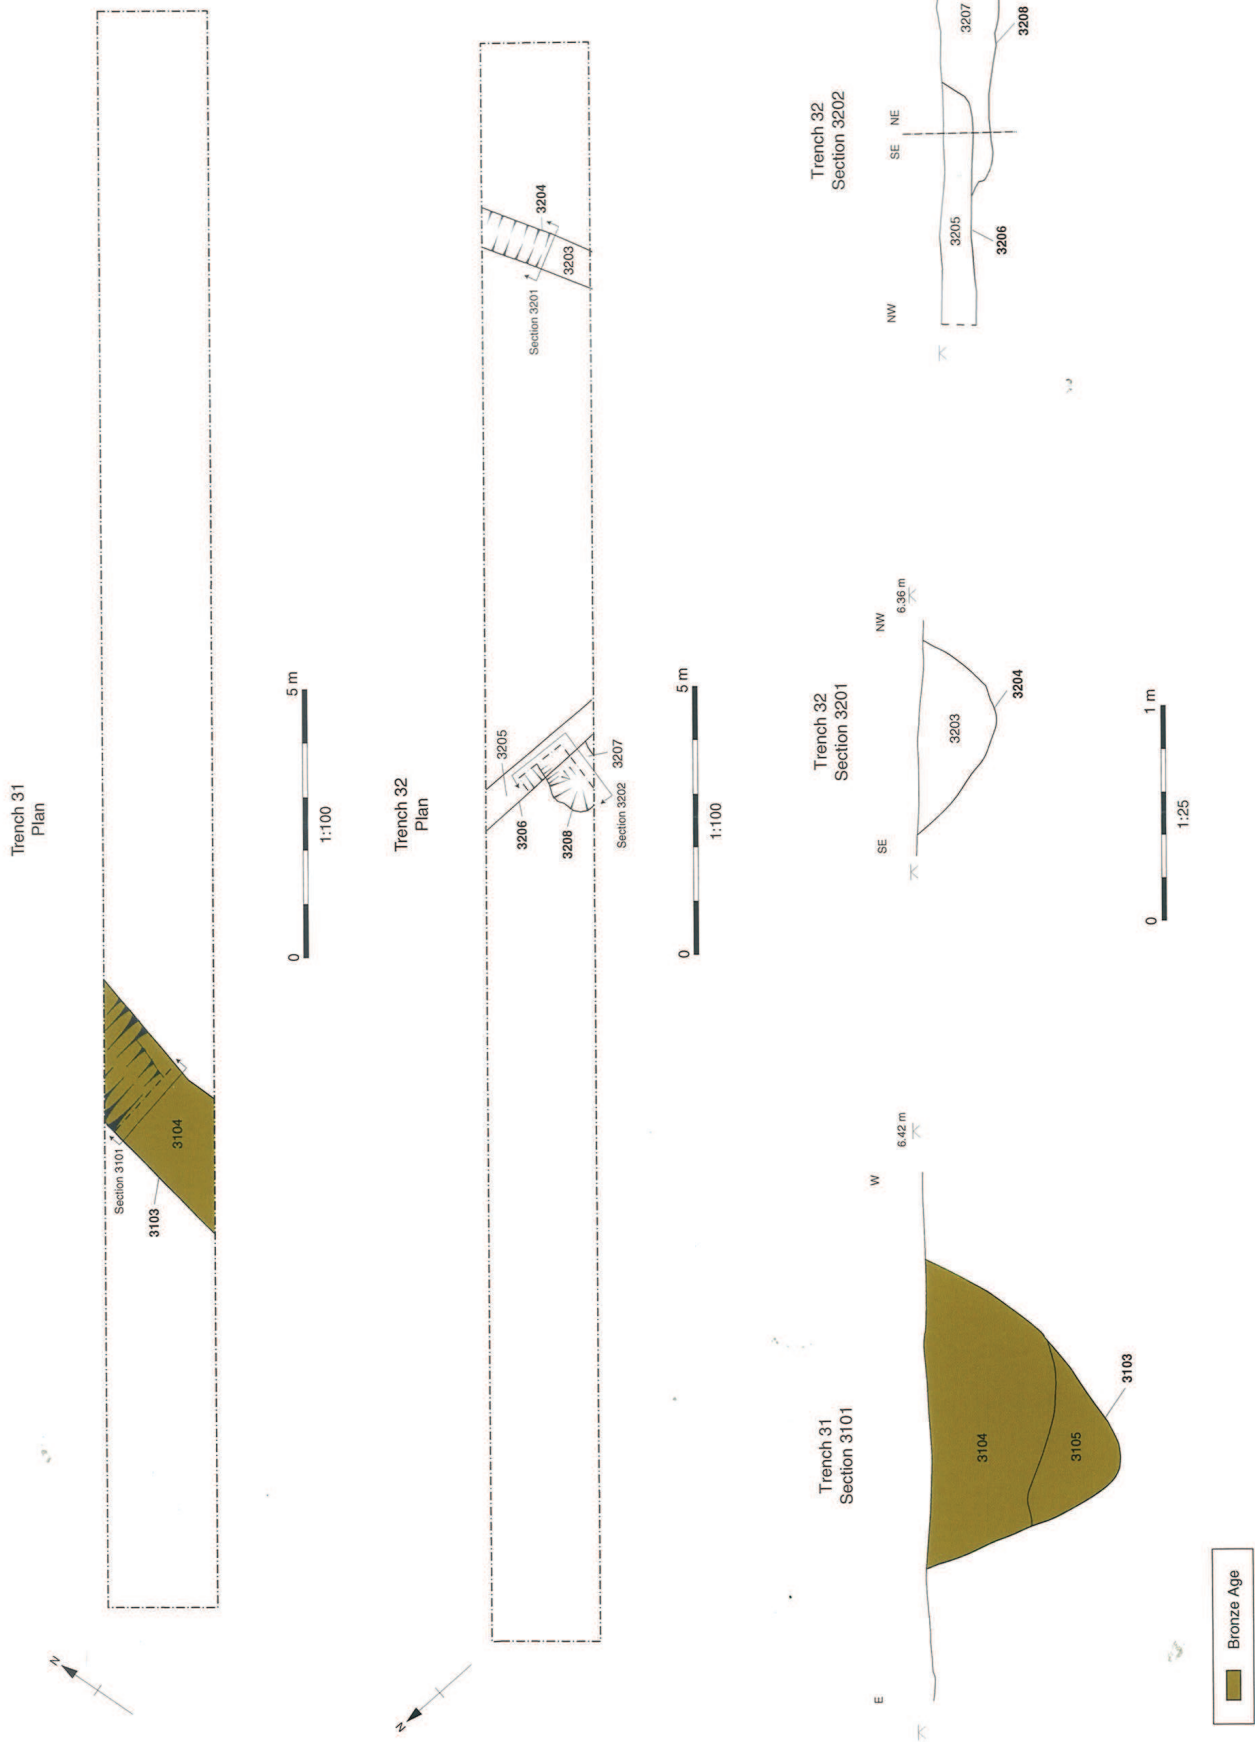 Trench 31
Plan
Section 3101
3103
3104
0
5 m
1:100
N
Trench 32
Plan
3205
3206
3207
3208
Section 3202
Section 3201
3203
3204
0
5 m
1:100
N
Trench 31
Section 3101
E
W
6.42 m
3104
3105
3103
Trench 32
Section 3201
SE
NW
6.36 m
3203
3204
Trench 32
Section 3202
NW
SE
NE
3205
3206
3207
3208
0
1 m
1:25
Bronze Age